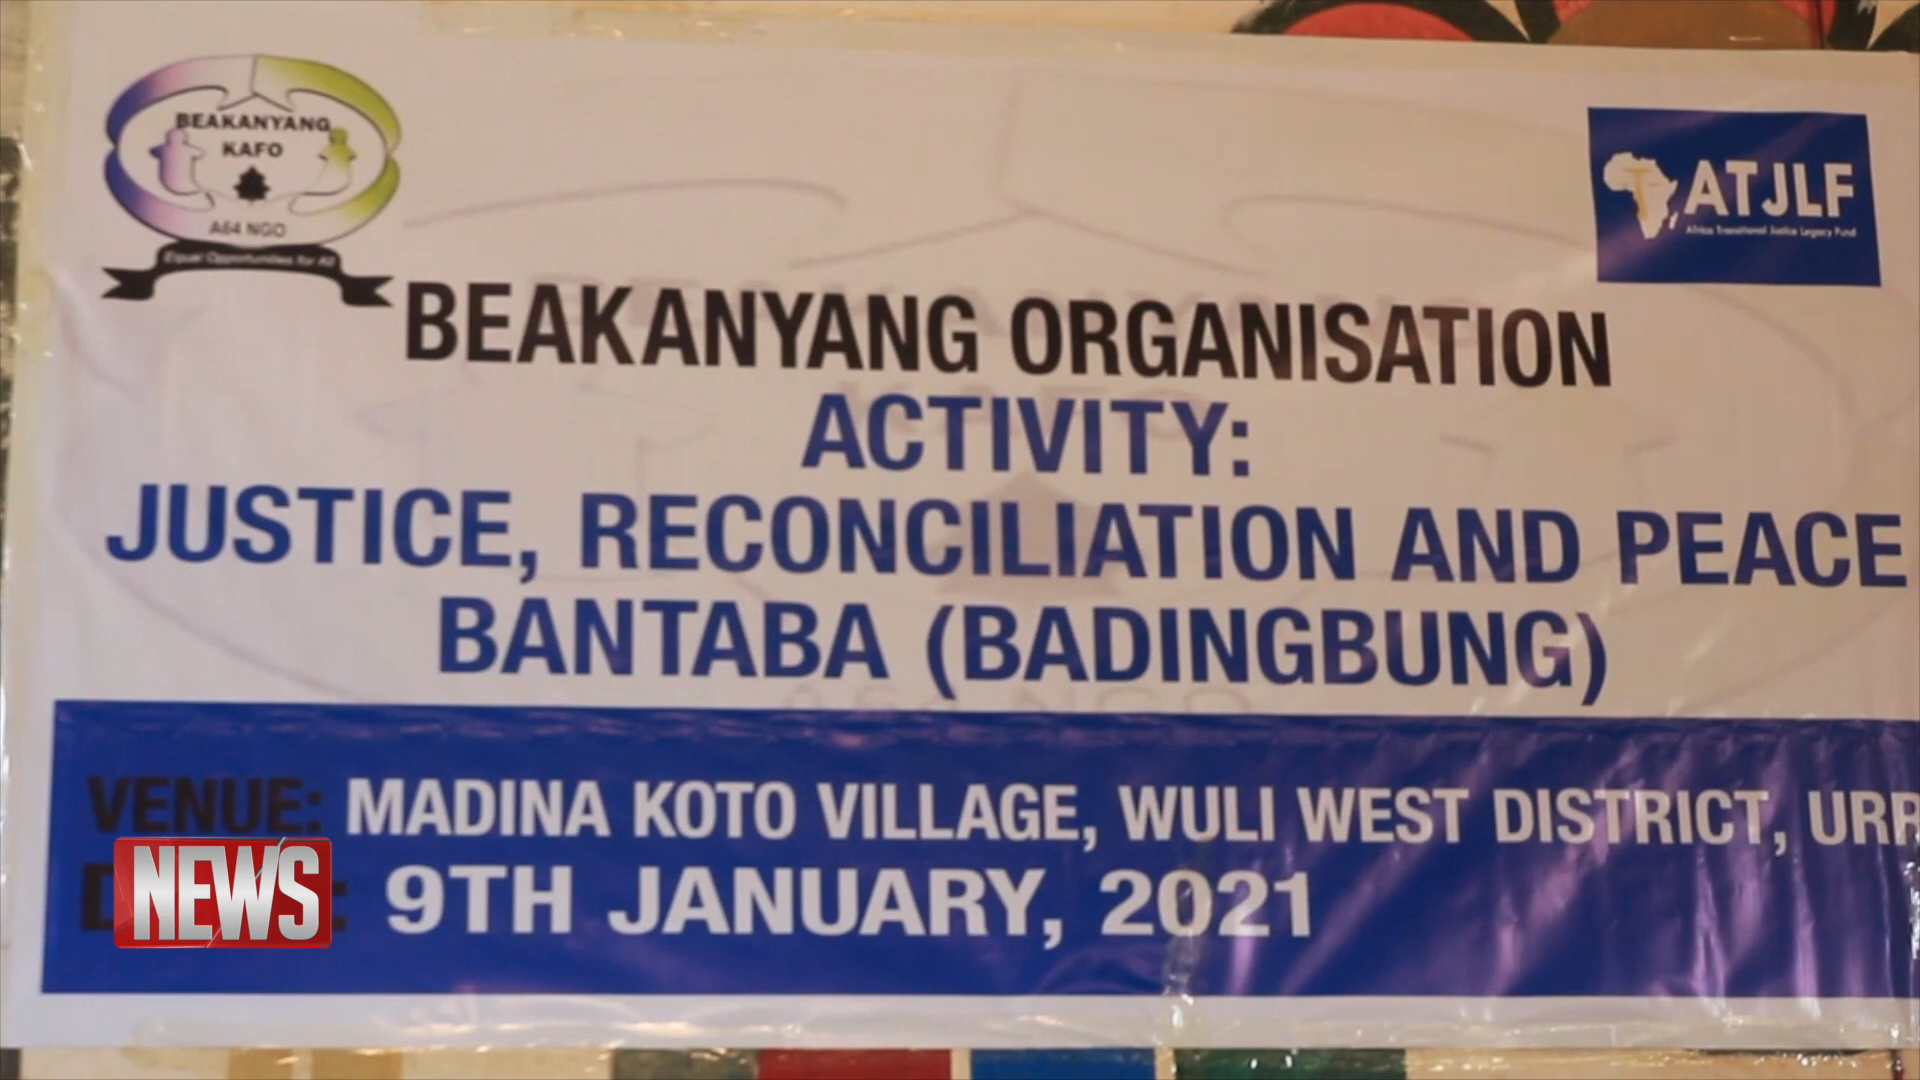 BEAKANYANG
KAFO
A64 NGO
Equal Opportunities for All
ATJLF
Africa Transitional Justice Legacy Fund
BEAKANYANG ORGANISATION
ACTIVITY:
JUSTICE, RECONCILIATION AND PEACE
BANTABA (BADINGBUNG)
VENUE: MADINA KOTO VILLAGE, WULI WEST DISTRICT, URR
9TH JANUARY, 2021
NEWS